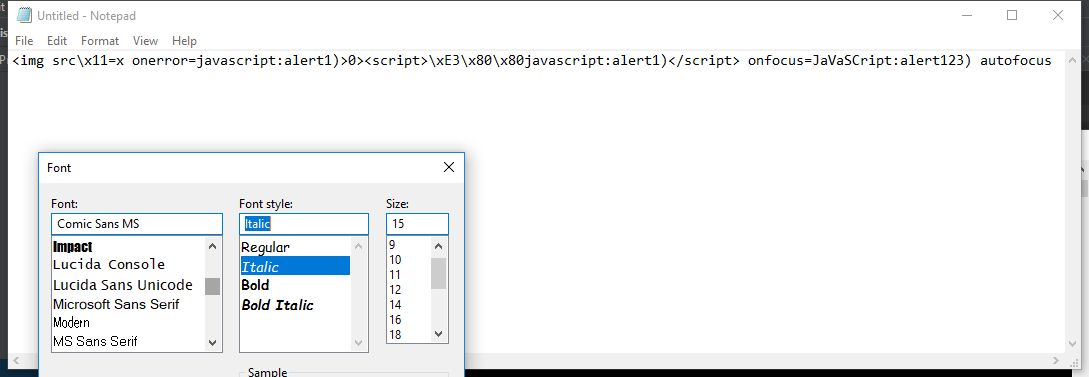 Untitled - Notepad
File Edit Format View Help
<img src\x11=x onerror=javascript:alert1)>0><script>\xE3\x80\x80javascript:alert1)</script> onfocus=JaVaSCript:alert123) autofocus
Font
Font: Font style: Size:
Comic Sans MS Italic 15
Impact Regular 9
Lucida Console Italic 10
Lucida Sans Unicode Bold 11
Microsoft Sans Serif Bold Italic 12
Modern 14
MS Sans Serif 16
18
Sample